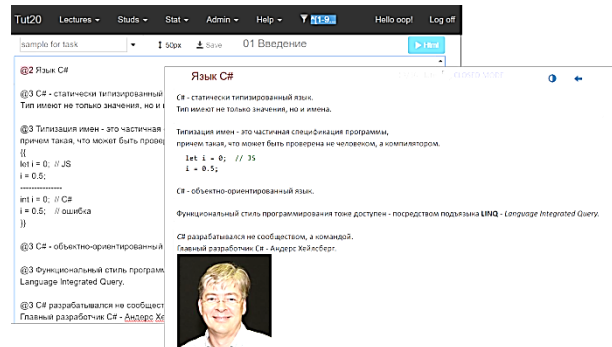 Tut20 Lectures Studs Stat Admin Help ^[1-9... Hello oop! Log off
samplo for task 50px Save 01 Введение Html
@2 Язык C#
@3 C# - статически типизированный
Тип имеют не только значения, но и
@3 Типизация имен - это частичная
причем такая, что может быть прове
{{
let i = 0; // JS
i = 0.5;
---------------
int i = 0; // C#
i = 0.5; // ошибка
}}
@3 C# - объектно-ориентированный
@3 Функциональный стиль програм
Language Integrated Query.
@3 C# разрабатывался не сообщест
Главный разработчик C# - Андерс Хе
Язык C#
C# - статически типизированный язык.
Тип имеют не только значения, но и имена.
Типизация имен - это частичная спецификация программы,
причем такая, что может быть проверена не человеком, а компилятором.
let i = 0; // JS
i = 0.5;
C# - объектно-ориентированный язык.
Функциональный стиль программирования тоже доступен - посредством подъязыка LINQ - Language Integrated Query.
C# разрабатывался не сообществом, а командой.
Главный разработчик C# - Андерс Хейлсберг.